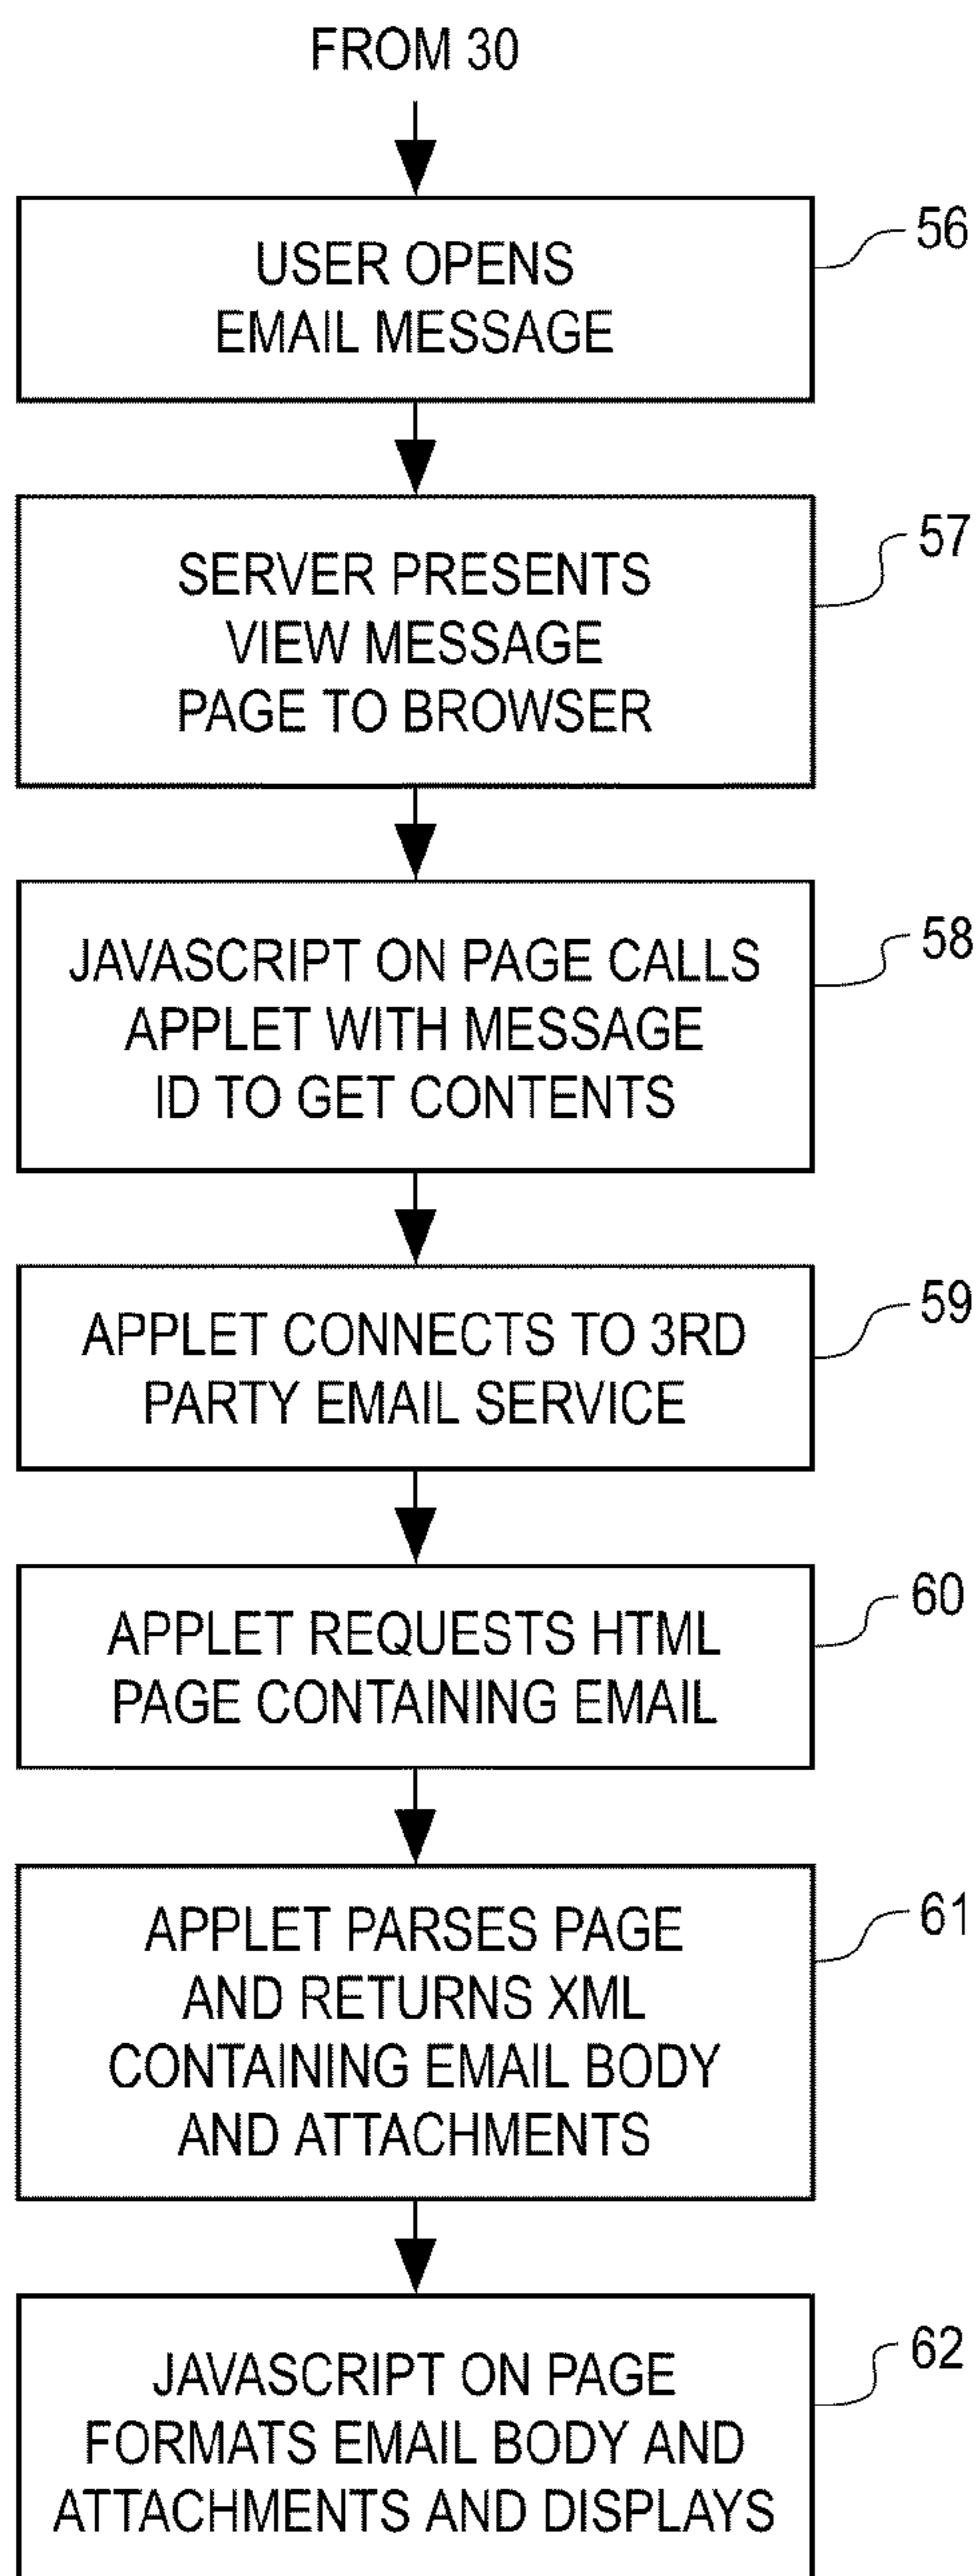 FROM 30
USER OPENS
EMAIL MESSAGE
56
SERVER PRESENTS
VIEW MESSAGE
PAGE TO BROWSER
57
JAVASCRIPT ON PAGE CALLS
APPLET WITH MESSAGE
ID TO GET CONTENTS
58
APPLET CONNECTS TO 3RD
PARTY EMAIL SERVICE
59
APPLET REQUESTS HTML
PAGE CONTAINING EMAIL
60
APPLET PARSES PAGE
AND RETURNS XML
CONTAINING EMAIL BODY
AND ATTACHMENTS
61
JAVASCRIPT ON PAGE
FORMATS EMAIL BODY AND
ATTACHMENTS AND DISPLAYS
62